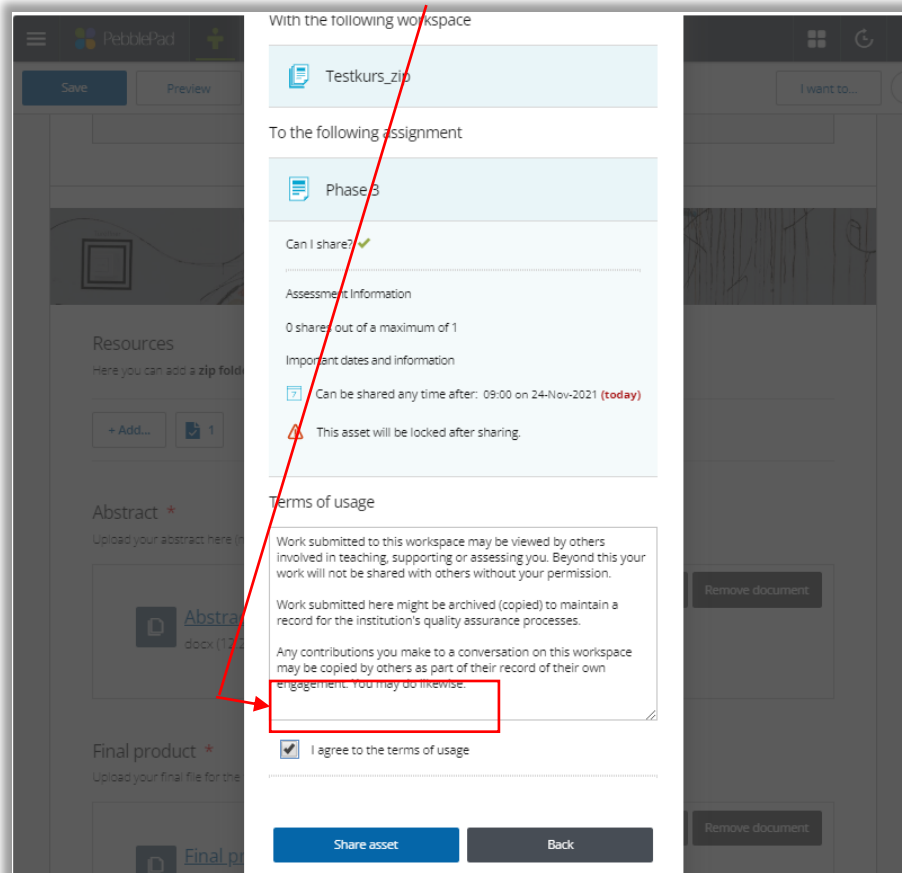 With the following workspace
PebblePad
Save
Preview
I want to...
Testkurs_zip
To the following assignment
Phase 3
Can I share?
Assessment Information
0 shares out of a maximum of 1
Important dates and information
Can be shared any time after: 09:00 on 24-Nov-2021 (today)
This asset will be locked after sharing.
Resources
Here you can add a zip
+ Add...
1
Abstract *
Upload your abstract here
Terms of usage
Work submitted to this workspace may be viewed by others
involved in teaching, supporting or assessing you. Beyond this your
work will not be shared with others without your permission.
Work submitted here might be archived (copied) to maintain a
record for the institution's quality assurance processes.
Any contributions you make to a conversation on this workspace
may be copied by others as part of their record of their own
engagement. You may do likewise.
Remove document
docx
I agree to the terms of usage
Final product *
Upload your final file for the
Share asset
Back
Remove document
Final